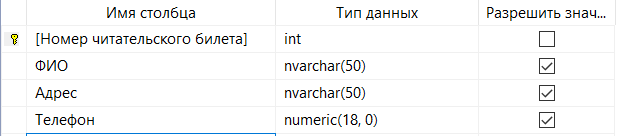 Имя столбца Тип данных Разрешить знач...
[Номер читательского билета] int
ФИО nvarchar(50)
Адрес nvarchar(50)
Телефон numeric(18, 0)